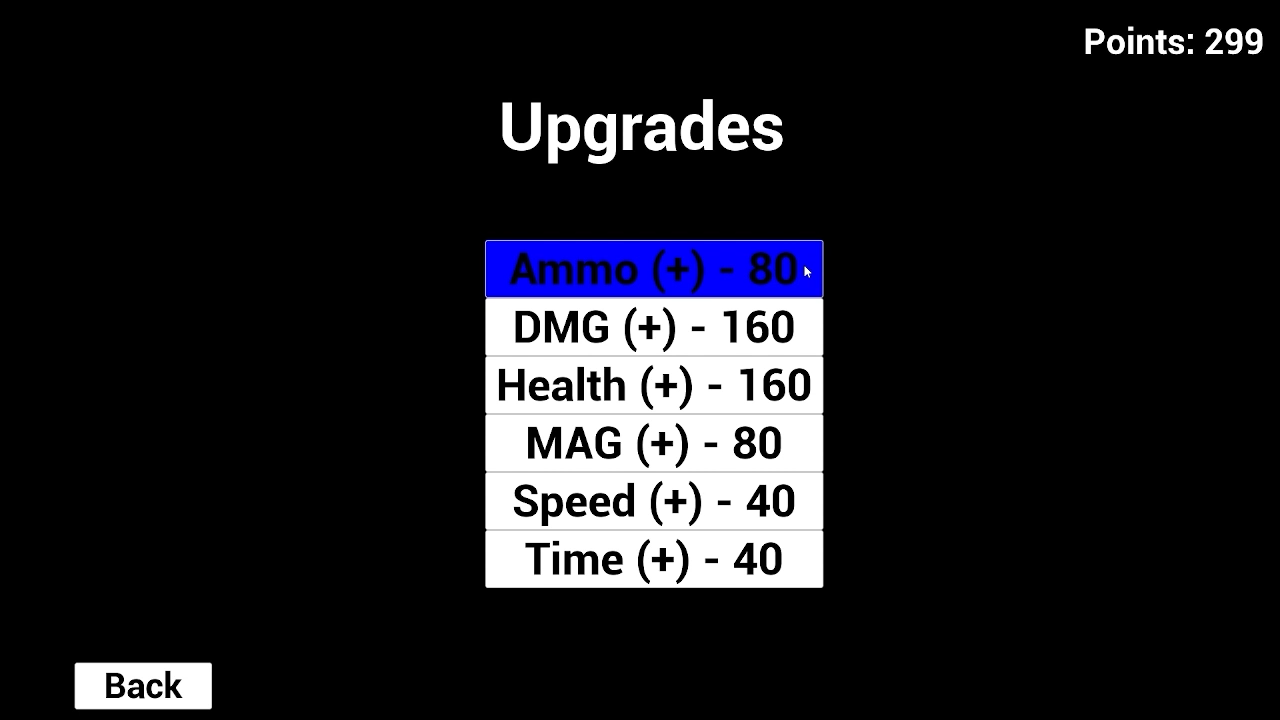 Points: 299
Upgrades
Ammo (+) - 80
DMG (+) - 160
Health (+) - 160
MAG (+) - 80
Speed (+) - 40
Time (+) - 40
Back